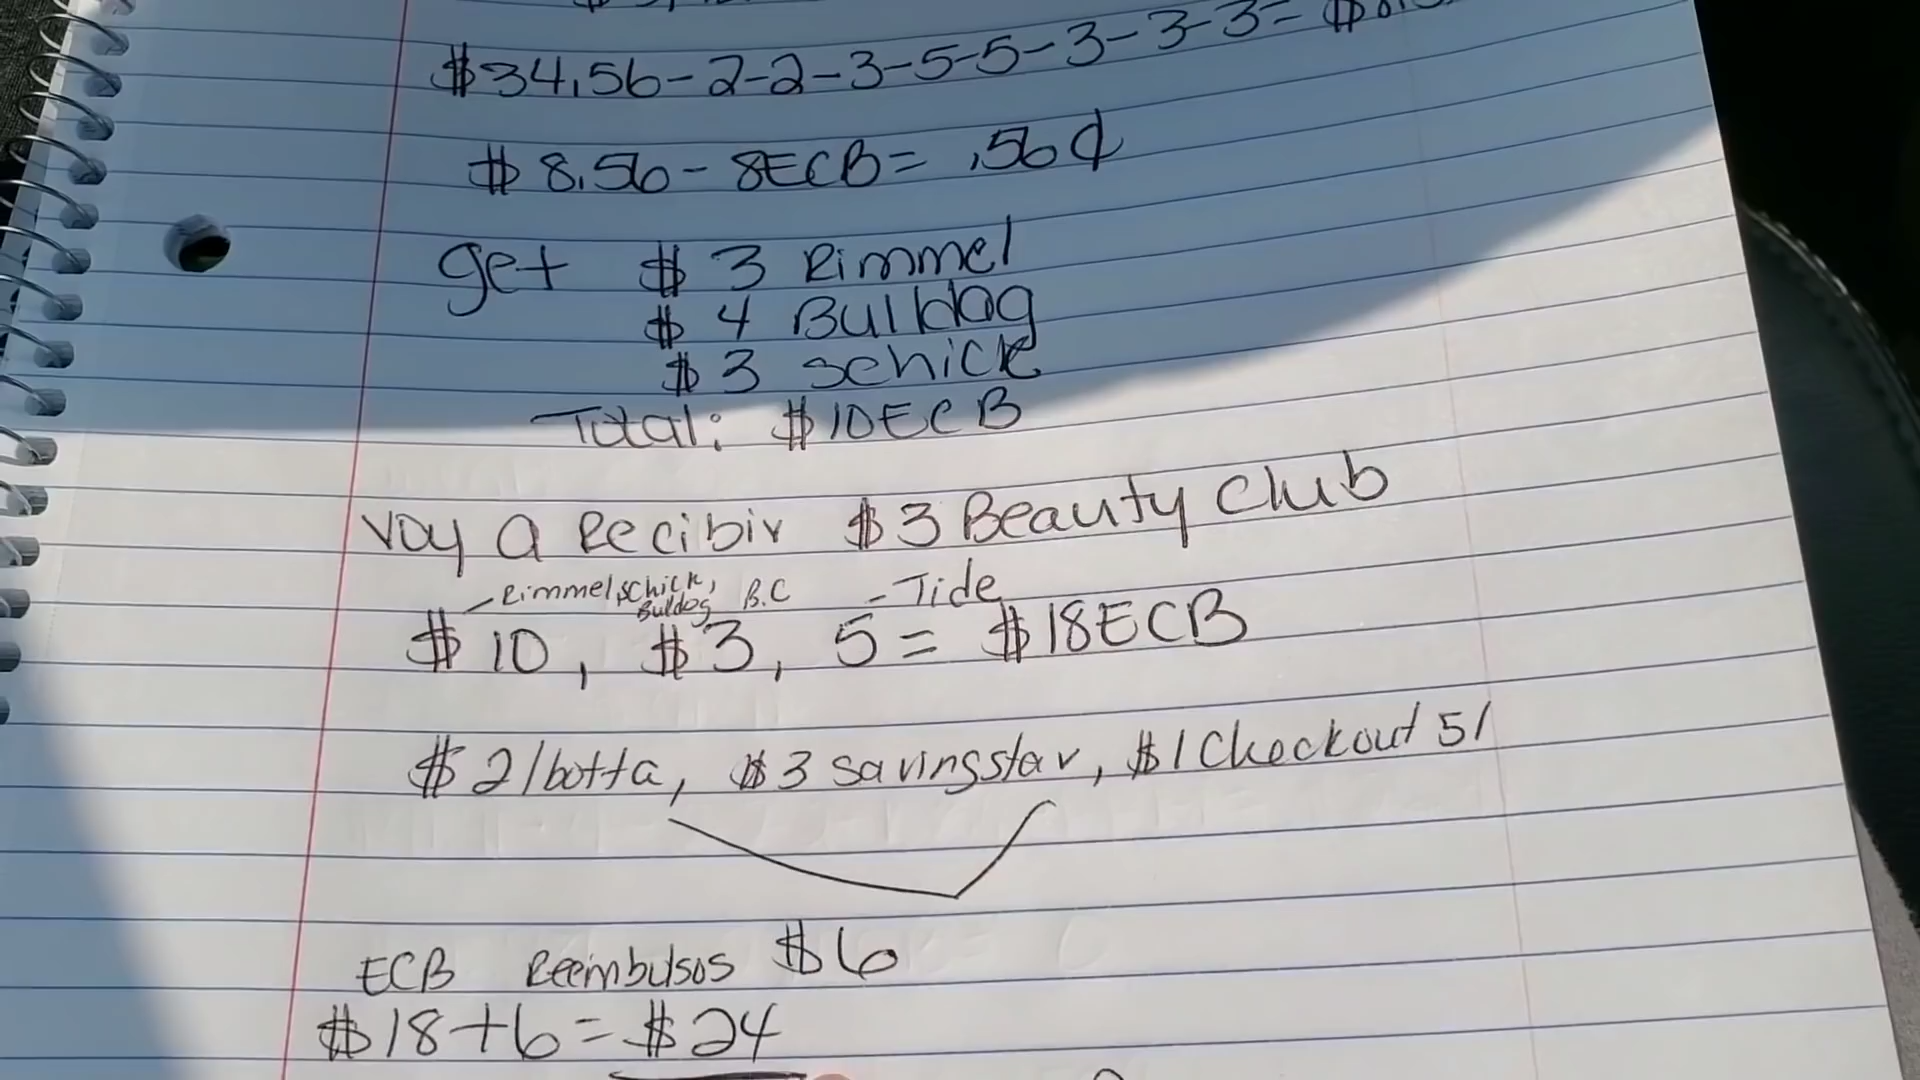 $34.56-2-2-3-5-5-3-3-3=
$8.56-8ECB= .56¢
get $3 Rimmel
$4 Bulldog
$3 schick
Total: $10ECB
Voy a Recibir $3 Beauty Club
-Rimmel, schick, Bulldog B.C -Tide
$10, $3, 5 = $18ECB
$2 Ibotta, $3 savingstar, $1 Checkout 51
ECB Reembulsos $6
$18+6=$24